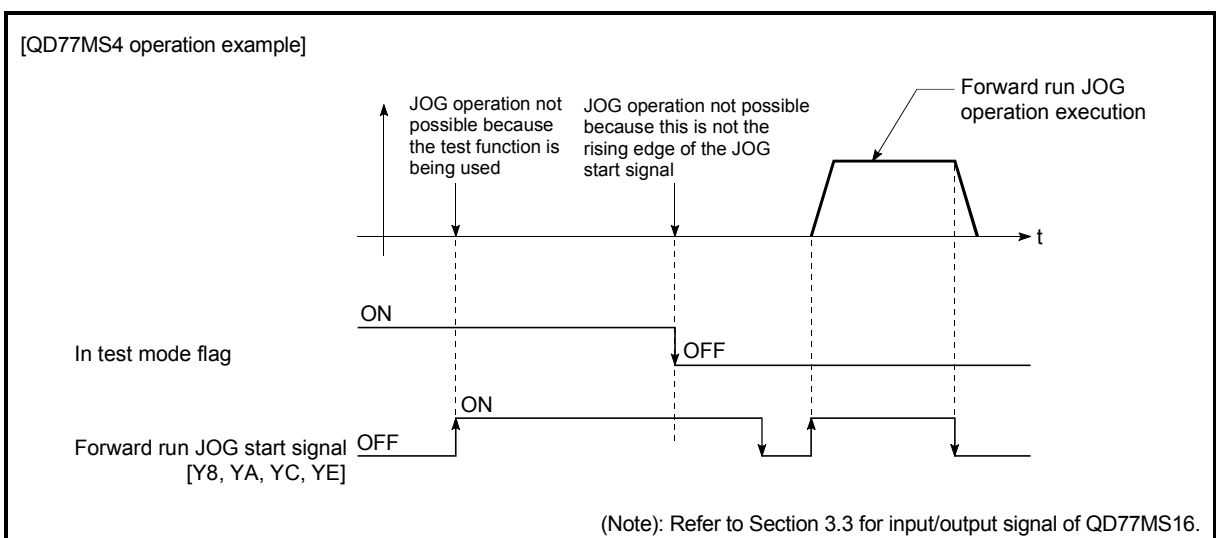 [QD77MS4 operation example]
JOG operation not
possible because
the test function is
being used
JOG operation not possible
because this is not the
rising edge of the JOG
start signal
Forward run JOG
operation execution
t
ON
In test mode flag
OFF
ON
Forward run JOG start signal
[Y8, YA, YC, YE]
OFF
(Note): Refer to Section 3.3 for input/output signal of QD77MS16.